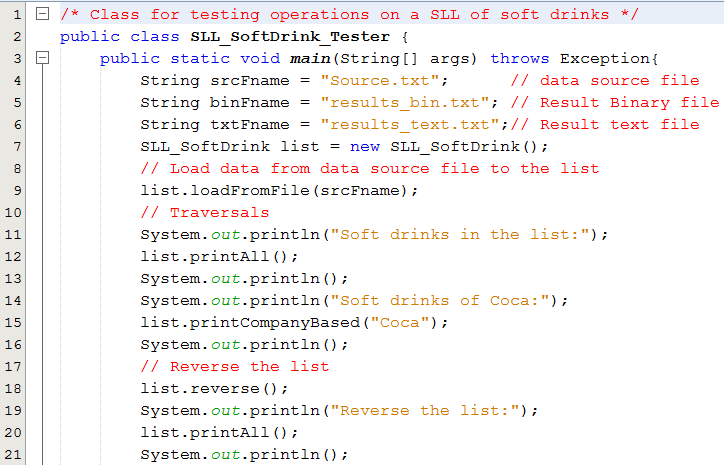 1 /* Class for testing operations on a SLL of soft drinks */
2 public class SLL_SoftDrink_Tester {
3 public static void main(String[] args) throws Exception{
4 String srcFname = "Source.txt"; // data source file
5 String binFname = "results_bin.txt"; // Result Binary file
6 String txtFname = "results_text.txt";// Result text file
7 SLL_SoftDrink list = new SLL_SoftDrink();
8 // Load data from data source file to the list
9 list.loadFromFile(srcFname);
10 // Traversals
11 System.out.println("Soft drinks in the list:");
12 list.printAll();
13 System.out.println();
14 System.out.println("Soft drinks of Coca:");
15 list.printCompanyBased("Coca");
16 System.out.println();
17 // Reverse the list
18 list.reverse();
19 System.out.println("Reverse the list:");
20 list.printAll();
21 System.out.println();